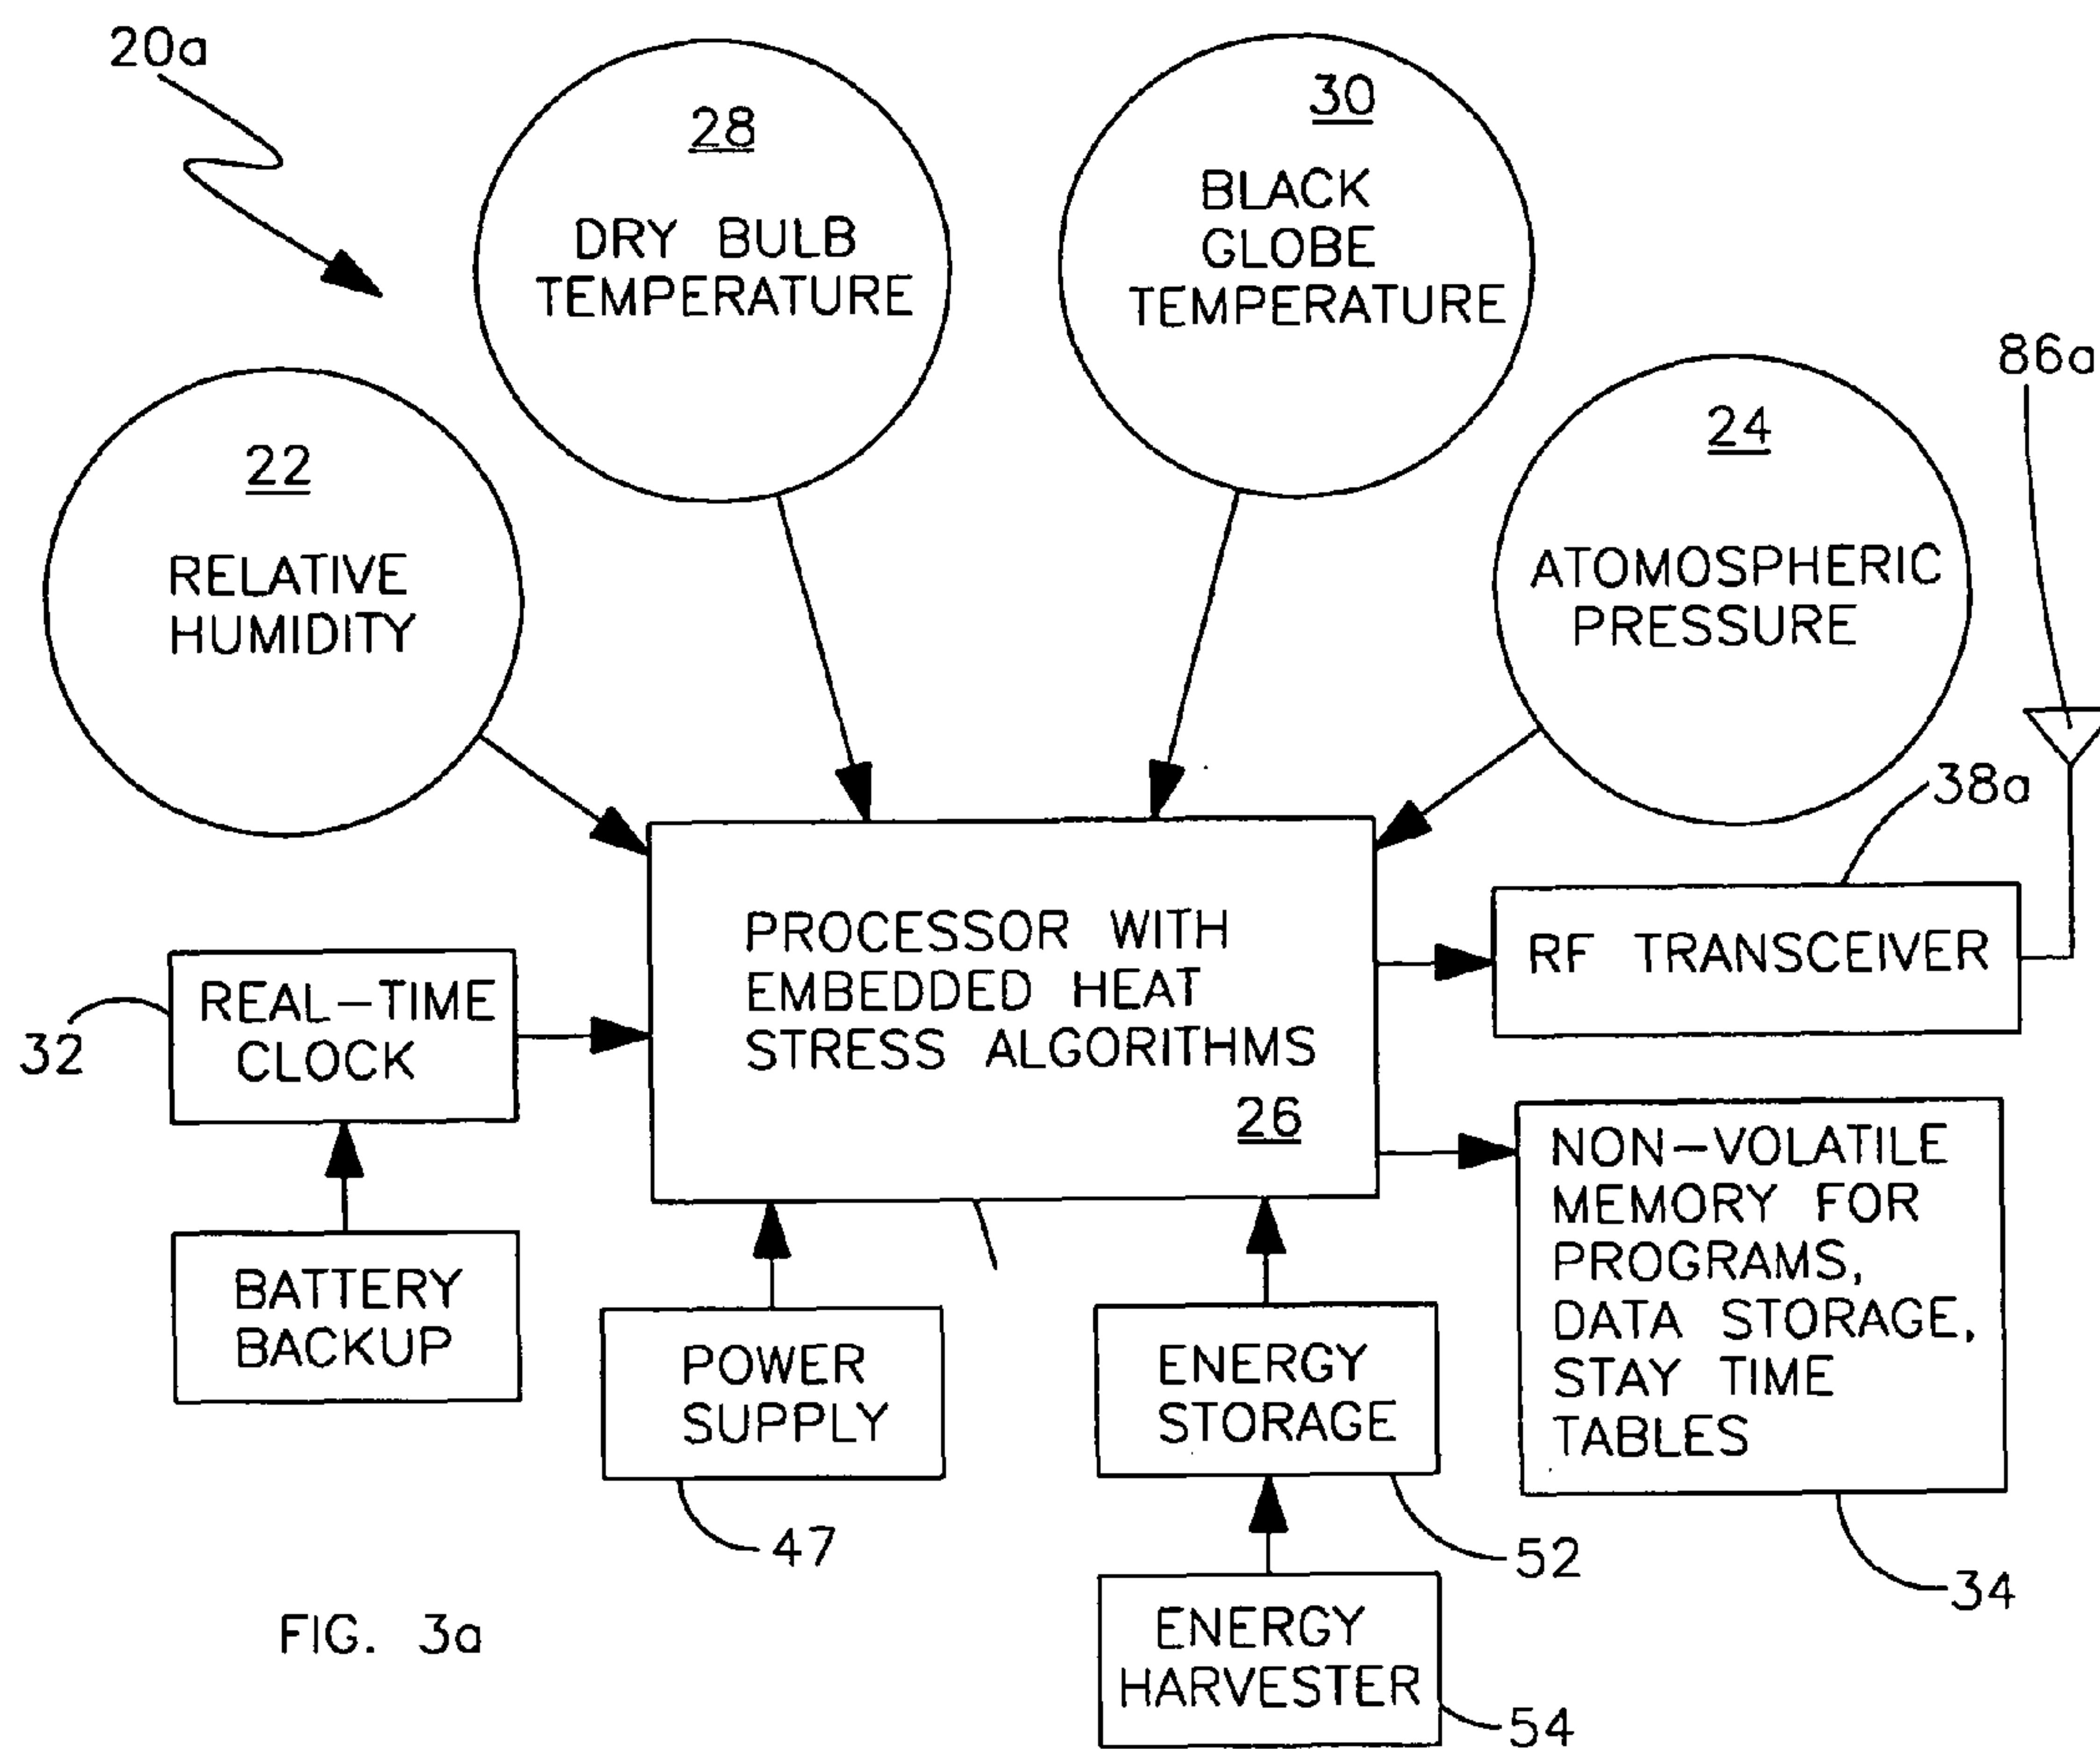 20a
28
DRY BULB
TEMPERATURE
30
BLACK
GLOBE
TEMPERATURE
86a
22
RELATIVE
HUMIDITY
24
ATOMOSPHERIC
PRESSURE
38a
PROCESSOR WITH
EMBEDDED HEAT
STRESS ALGORITHMS
26
RF TRANSCEIVER
REAL-TIME
CLOCK
32
NON-VOLATILE
MEMORY FOR
PROGRAMS,
DATA STORAGE,
STAY TIME
TABLES
34
BATTERY
BACKUP
POWER
SUPPLY
47
ENERGY
STORAGE
52
ENERGY
HARVESTER
54
FIG. 3a